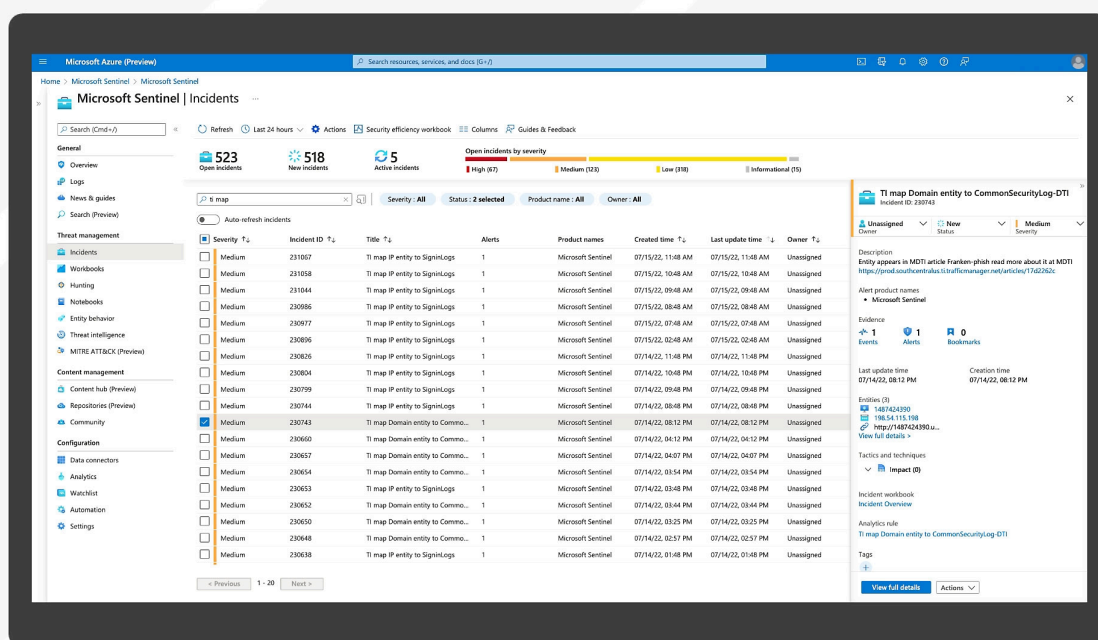 Microsoft Azure (Preview)
Search resources, services, and docs (G+/)
Home > Microsoft Sentinel > Microsoft Sentinel
Microsoft Sentinel | Incidents ...
Search (Cmd+/)
General
Overview
Logs
News & guides
Search (Preview)
Threat management
Incidents
Workbooks
Hunting
Notebooks
Entity behavior
Threat intelligence
MITRE ATT&CK (Preview)
Content management
Content hub (Preview)
Repositories (Preview)
Community
Configuration
Data connectors
Analytics
Watchlist
Automation
Settings
Refresh Last 24 hours Actions Security efficiency workbook Columns Guides & Feedback
523
Open incidents
518
New incidents
5
Active incidents
Open incidents by severity
High (67) Medium (123) Low (318) Informational (15)
ti map
Severity : All Status : 2 selected Product name : All Owner : All
Auto-refresh incidents
Severity Incident ID Title Alerts Product names Created time Last update time Owner
Medium 231067 TI map IP entity to SigninLogs 1 Microsoft Sentinel 07/15/22, 11:48 AM 07/15/22, 11:48 AM Unassigned
Medium 231058 TI map IP entity to SigninLogs 1 Microsoft Sentinel 07/15/22, 10:48 AM 07/15/22, 10:48 AM Unassigned
Medium 231044 TI map IP entity to SigninLogs 1 Microsoft Sentinel 07/15/22, 09:48 AM 07/15/22, 09:48 AM Unassigned
Medium 230986 TI map IP entity to SigninLogs 1 Microsoft Sentinel 07/15/22, 08:48 AM 07/15/22, 08:48 AM Unassigned
Medium 230977 TI map IP entity to SigninLogs 1 Microsoft Sentinel 07/15/22, 07:48 AM 07/15/22, 07:48 AM Unassigned
Medium 230896 TI map IP entity to SigninLogs 1 Microsoft Sentinel 07/15/22, 02:48 AM 07/15/22, 02:48 AM Unassigned
Medium 230826 TI map IP entity to SigninLogs 1 Microsoft Sentinel 07/14/22, 11:48 PM 07/14/22, 11:48 PM Unassigned
Medium 230804 TI map IP entity to SigninLogs 1 Microsoft Sentinel 07/14/22, 10:48 PM 07/14/22, 10:48 PM Unassigned
Medium 230799 TI map IP entity to SigninLogs 1 Microsoft Sentinel 07/14/22, 09:48 PM 07/14/22, 09:48 PM Unassigned
Medium 230744 TI map IP entity to SigninLogs 1 Microsoft Sentinel 07/14/22, 08:48 PM 07/14/22, 08:48 PM Unassigned
Medium 230743 TI map Domain entity to Commo... 1 Microsoft Sentinel 07/14/22, 08:12 PM 07/14/22, 08:12 PM Unassigned
Medium 230660 TI map Domain entity to Commo... 1 Microsoft Sentinel 07/14/22, 04:12 PM 07/14/22, 04:12 PM Unassigned
Medium 230657 TI map Domain entity to Commo... 1 Microsoft Sentinel 07/14/22, 04:07 PM 07/14/22, 04:07 PM Unassigned
Medium 230654 TI map Domain entity to Commo... 1 Microsoft Sentinel 07/14/22, 03:54 PM 07/14/22, 03:54 PM Unassigned
Medium 230653 TI map IP entity to SigninLogs 1 Microsoft Sentinel 07/14/22, 03:48 PM 07/14/22, 03:48 PM Unassigned
Medium 230652 TI map Domain entity to Commo... 1 Microsoft Sentinel 07/14/22, 03:44 PM 07/14/22, 03:44 PM Unassigned
Medium 230650 TI map Domain entity to Commo... 1 Microsoft Sentinel 07/14/22, 03:25 PM 07/14/22, 03:25 PM Unassigned
Medium 230648 TI map Domain entity to Commo... 1 Microsoft Sentinel 07/14/22, 02:57 PM 07/14/22, 02:57 PM Unassigned
Medium 230638 TI map IP entity to SigninLogs 1 Microsoft Sentinel 07/14/22, 01:48 PM 07/14/22, 01:48 PM Unassigned
< Previous 1 - 20 Next >
TI map Domain entity to CommonSecurityLog-DTI
Incident ID: 230743
Unassigned New Medium
Owner Status Severity
Description
Entity appears in MDTI article Franken-phish read more about it at MDTI
https://prod.southcentralus.ti.trafficmanager.net/articles/17d2262c
Alert product names
• Microsoft Sentinel
Evidence
1 1 0
Events Alerts Bookmarks
Last update time Creation time
07/14/22, 08:12 PM 07/14/22, 08:12 PM
Entities (3)
1487424390
198.54.115.198
http://1487424390.u...
View full details >
Tactics and techniques
Impact (0)
Incident workbook
Incident Overview
Analytics rule
TI map Domain entity to CommonSecurityLog-DTI
Tags
+
View full details Actions